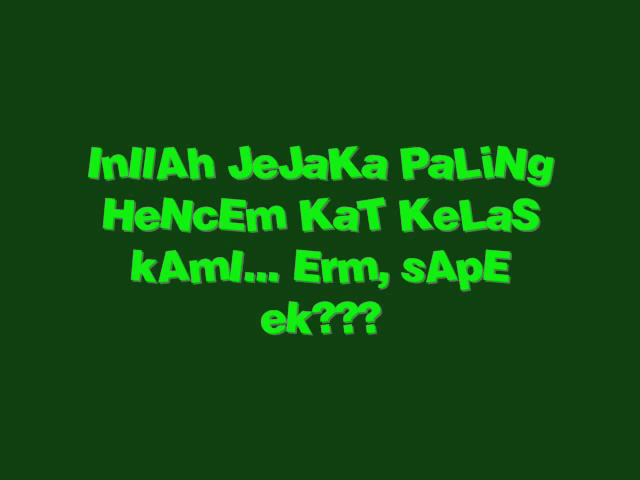 InIlAh JeJaKa PaLiNg
HeNcEm KaT KeLaS
kAmI... Erm, sApE
ek???